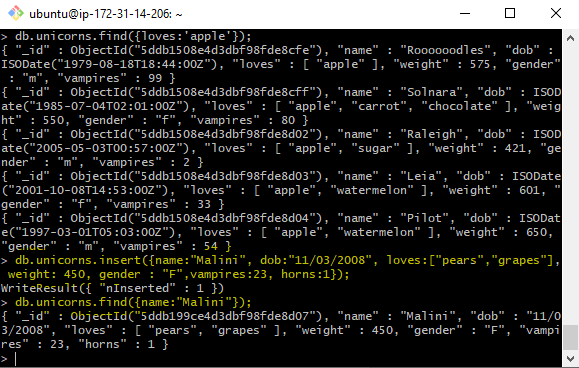 ubuntu@ip-172-31-14-206: ~
> db.unicorns.find({loves:'apple'});
{ "_id" : ObjectId("5ddb1508e4d3dbf98fde8cfe"), "name" : "Roooooodles", "dob" :
ISODate("1979-08-18T18:44:00Z"), "loves" : [ "apple" ], "weight" : 575, "gender"
 : "m", "vampires" : 99 }
{ "_id" : ObjectId("5ddb1508e4d3dbf98fde8cff"), "name" : "Solnara", "dob" : ISOD
ate("1985-07-04T02:01:00Z"), "loves" : [ "apple", "carrot", "chocolate" ], "weig
ht" : 550, "gender" : "f", "vampires" : 80 }
{ "_id" : ObjectId("5ddb1508e4d3dbf98fde8d02"), "name" : "Raleigh", "dob" : ISOD
ate("2005-05-03T00:57:00Z"), "loves" : [ "apple", "sugar" ], "weight" : 421, "ge
nder" : "m", "vampires" : 2 }
{ "_id" : ObjectId("5ddb1508e4d3dbf98fde8d03"), "name" : "Leia", "dob" : ISODate
("2001-10-08T14:53:00Z"), "loves" : [ "apple", "watermelon" ], "weight" : 601, "
gender" : "f", "vampires" : 33 }
{ "_id" : ObjectId("5ddb1508e4d3dbf98fde8d04"), "name" : "Pilot", "dob" : ISODat
e("1997-03-01T05:03:00Z"), "loves" : [ "apple", "watermelon" ], "weight" : 650,
"gender" : "m", "vampires" : 54 }
> db.unicorns.insert({name:"Malini", dob:"11/03/2008", loves:["pears","grapes"],
 weight: 450, gender : "F",vampires:23, horns:1});
WriteResult({ "nInserted" : 1 })
> db.unicorns.find({name:"Malini"});
{ "_id" : ObjectId("5ddb199ce4d3dbf98fde8d07"), "name" : "Malini", "dob" : "11/0
3/2008", "loves" : [ "pears", "grapes" ], "weight" : 450, "gender" : "F", "vampi
res" : 23, "horns" : 1 }
>